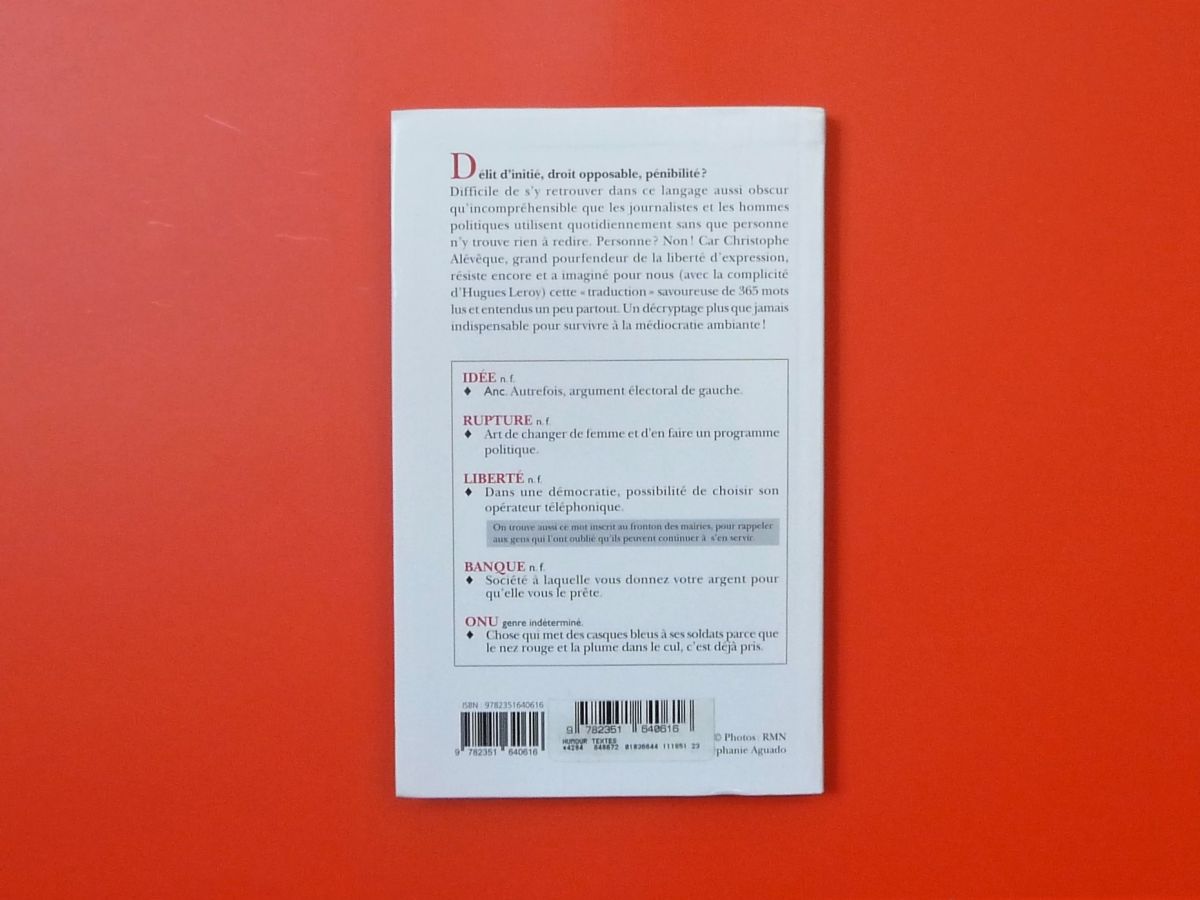 Délit d'initié, droit opposable, pénibilité ?
Difficile de s'y retrouver dans ce langage aussi obscur
qu'incompréhensible que les journalistes et les hommes
politiques utilisent quotidiennement sans que personne
n'y trouve rien à redire. Personne ? Non ! Car Christophe
Alévêque, grand pourfendeur de la liberté d'expression,
résiste encore et a imaginé pour nous (avec la complicité
d'Hugues Leroy) cette « traduction » savoureuse de 365 mots
lus et entendus un peu partout. Un décryptage plus que jamais
indispensable pour survivre à la médiocratie ambiante !
IDÉE n. f.
♦ Anc. Autrefois, argument électoral de gauche.
RUPTURE n. f.
♦ Art de changer de femme et d'en faire un programme
politique.
LIBERTÉ n. f.
♦ Dans une démocratie, possibilité de choisir son
opérateur téléphonique.
On trouve aussi ce mot inscrit au fronton des mairies, pour rappeler
aux gens qui l'ont oublié qu'ils peuvent continuer à s'en servir.
BANQUE n. f.
♦ Société à laquelle vous donnez votre argent pour
qu'elle vous le prête.
ONU genre indéterminé.
♦ Chose qui met des casques bleus à ses soldats parce que
le nez rouge et la plume dans le cul, c'est déjà pris.
ISBN : 9782351640616
9 782351 640616
9 782351 640616
HUMOUR TEXTES
© Photos : RMN
phanie Aguado